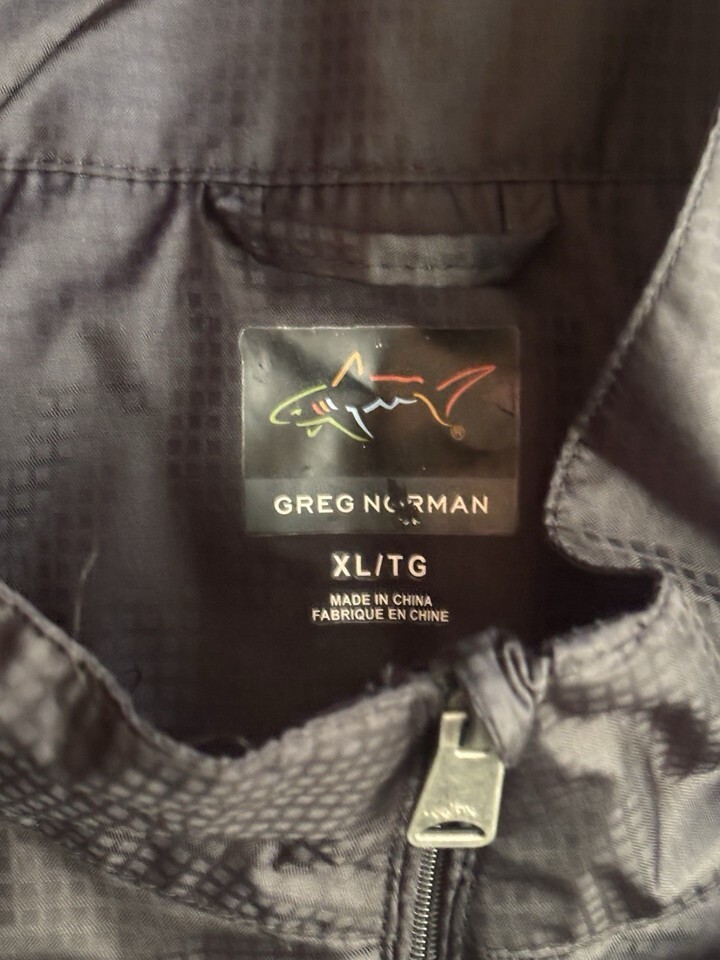 ®
GREG NORMAN
XL/TG
MADE IN CHINA
FABRIQUE EN CHINE